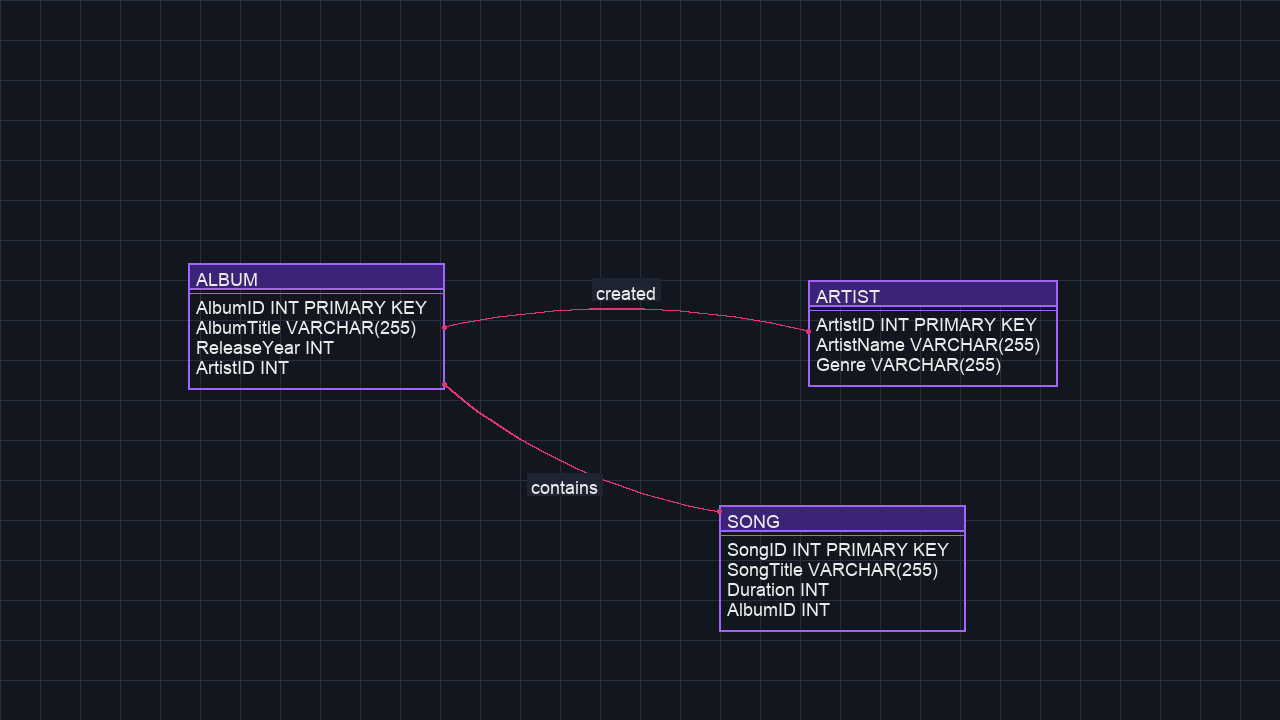 ALBUM
AlbumID INT PRIMARY KEY
AlbumTitle VARCHAR(255)
ReleaseYear INT
ArtistID INT
created
ARTIST
ArtistID INT PRIMARY KEY
ArtistName VARCHAR(255)
Genre VARCHAR(255)
contains
SONG
SongID INT PRIMARY KEY
SongTitle VARCHAR(255)
Duration INT
AlbumID INT